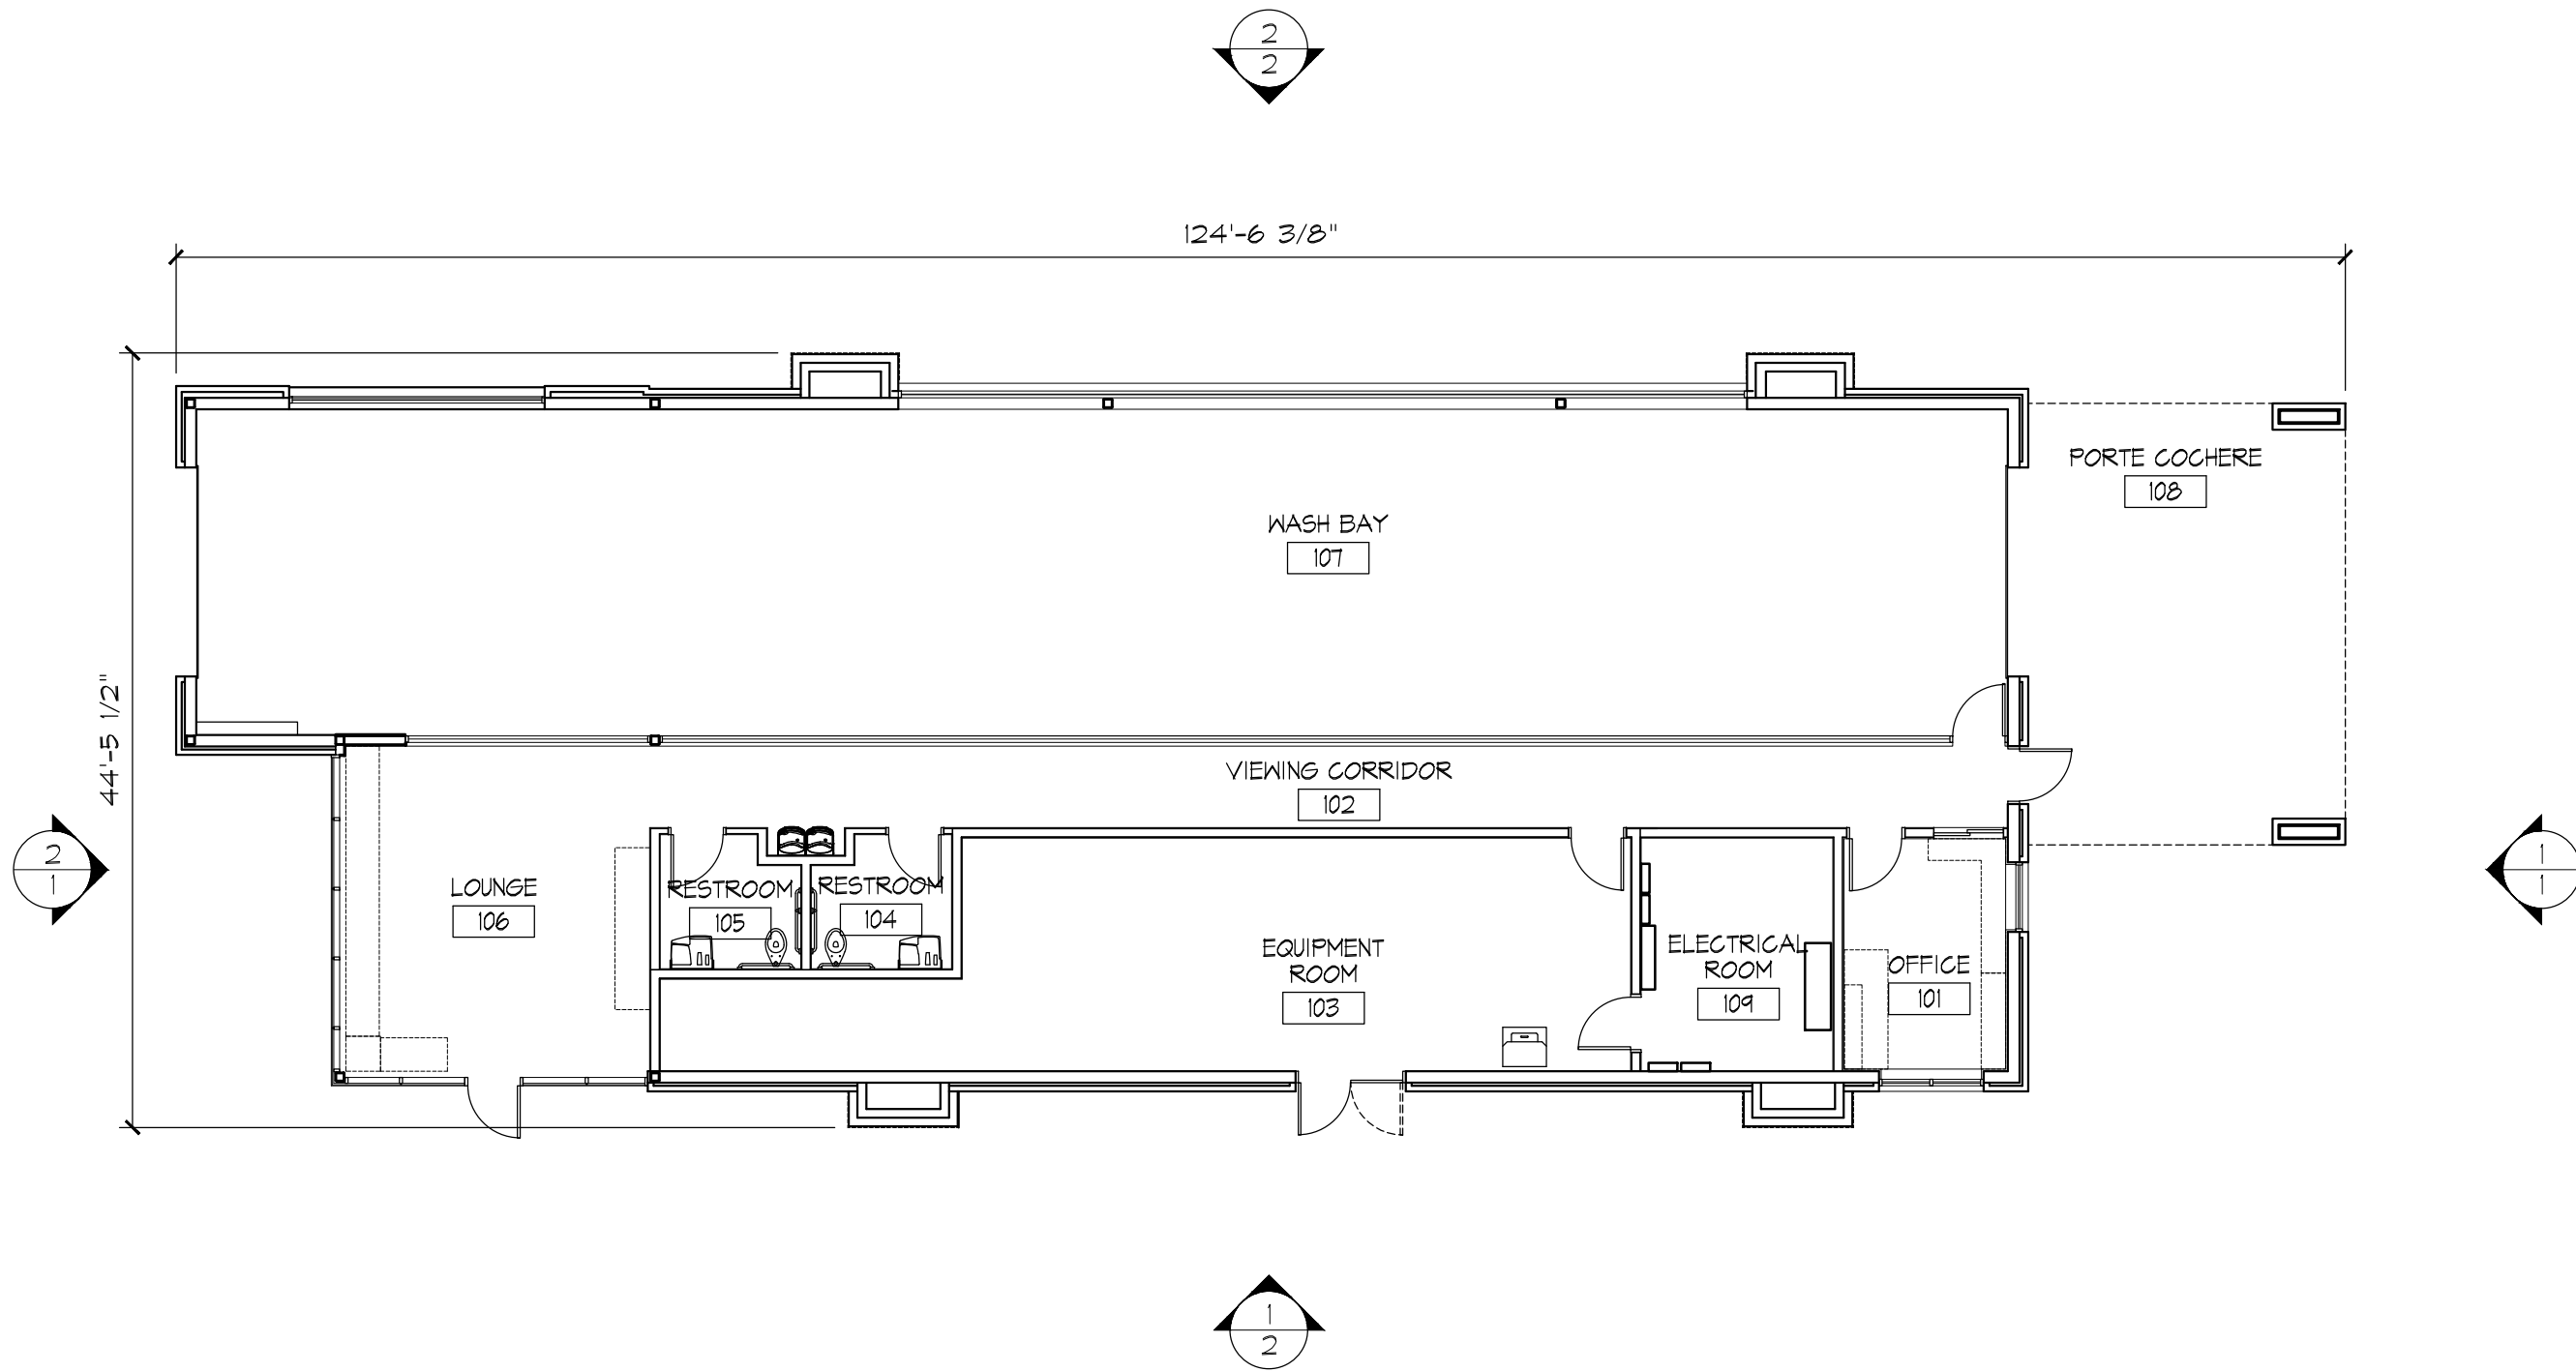 2
2
124'-6 3/8"
PORTE COCHERE
108
WASH BAY
107
44'-5 1/2"
VIEWING CORRIDOR
102
2
1
1
1
LOUNGE
106
RESTROOM
105
RESTROOM
104
EQUIPMENT
ROOM
103
ELECTRICAL
ROOM
109
OFFICE
101
1
2